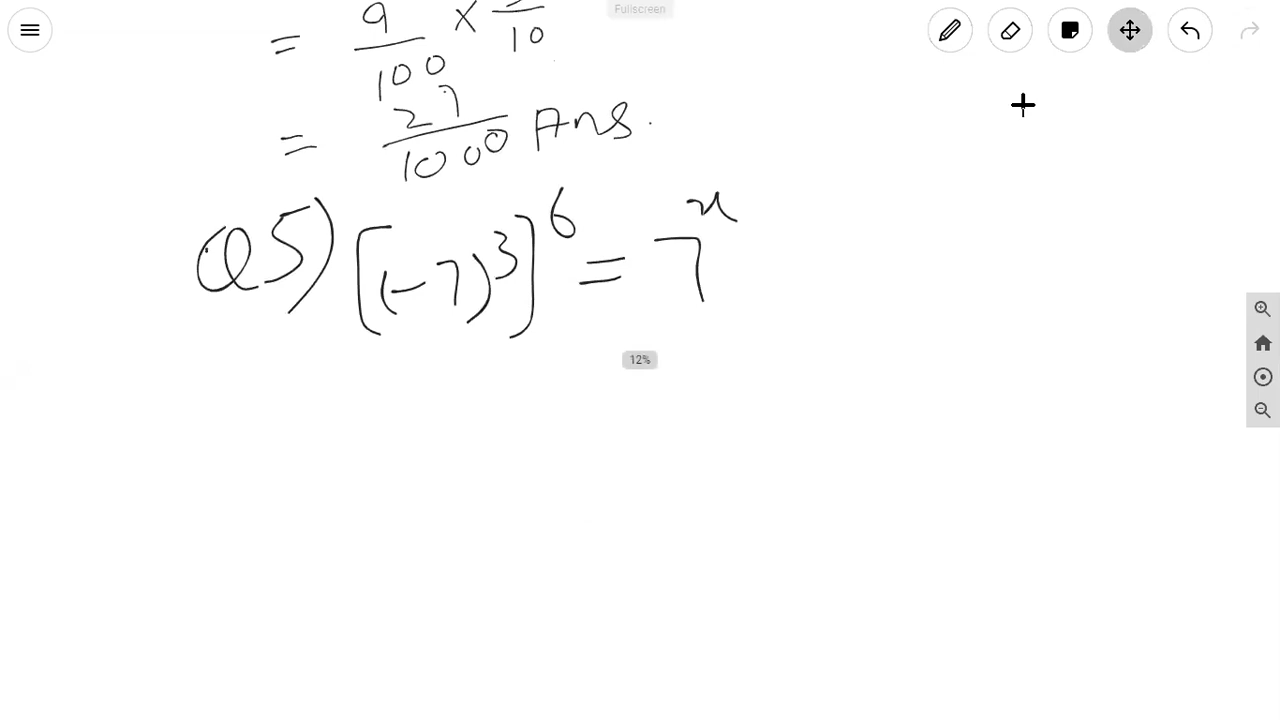 Fullscreen
= 9/100 × /10
= 27/1000 Ans.
Q5) [(-7)^3]^6 = 7^x
12%